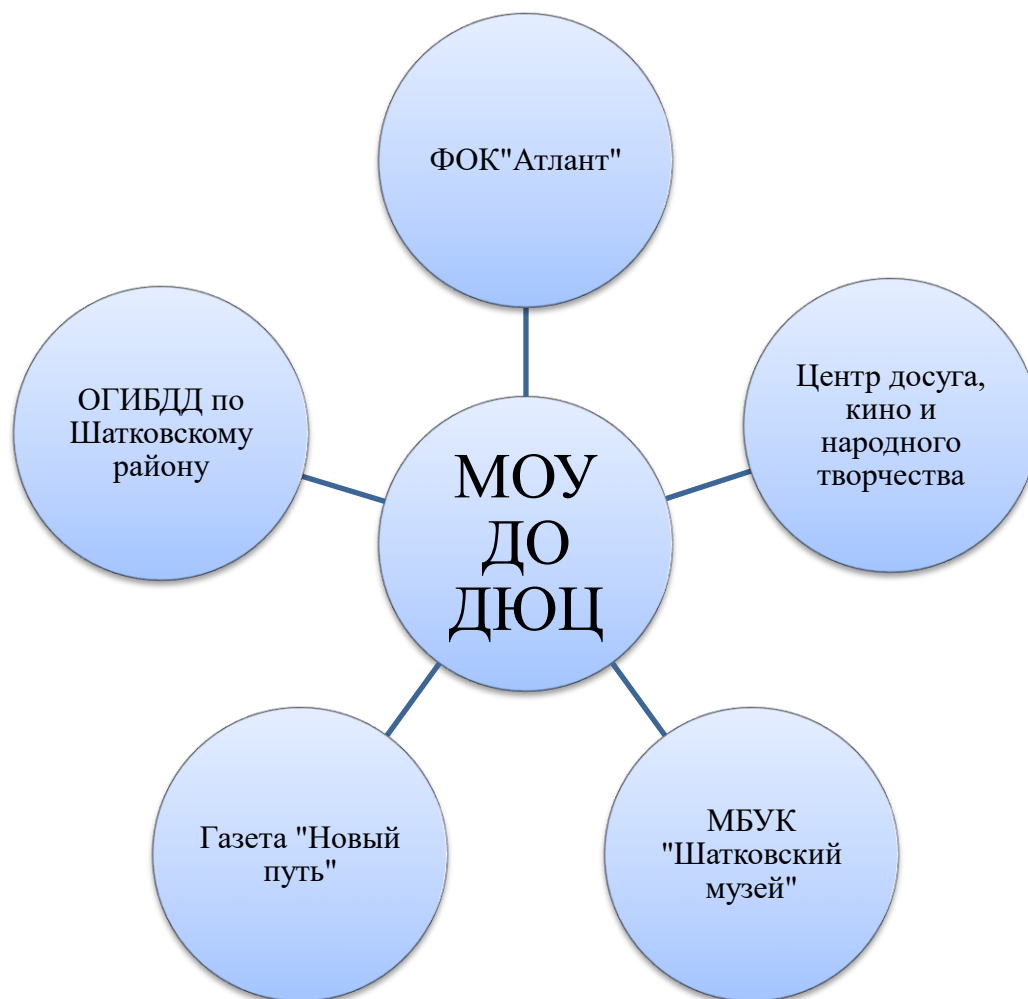 ФОК"Атлант"
Центр досуга,
кино и
народного
творчества
ОГИБДД по
Шатковскому
району
МОУ
ДО
ДЮЦ
Газета "Новый
путь"
МБУК
"Шатковский
музей"